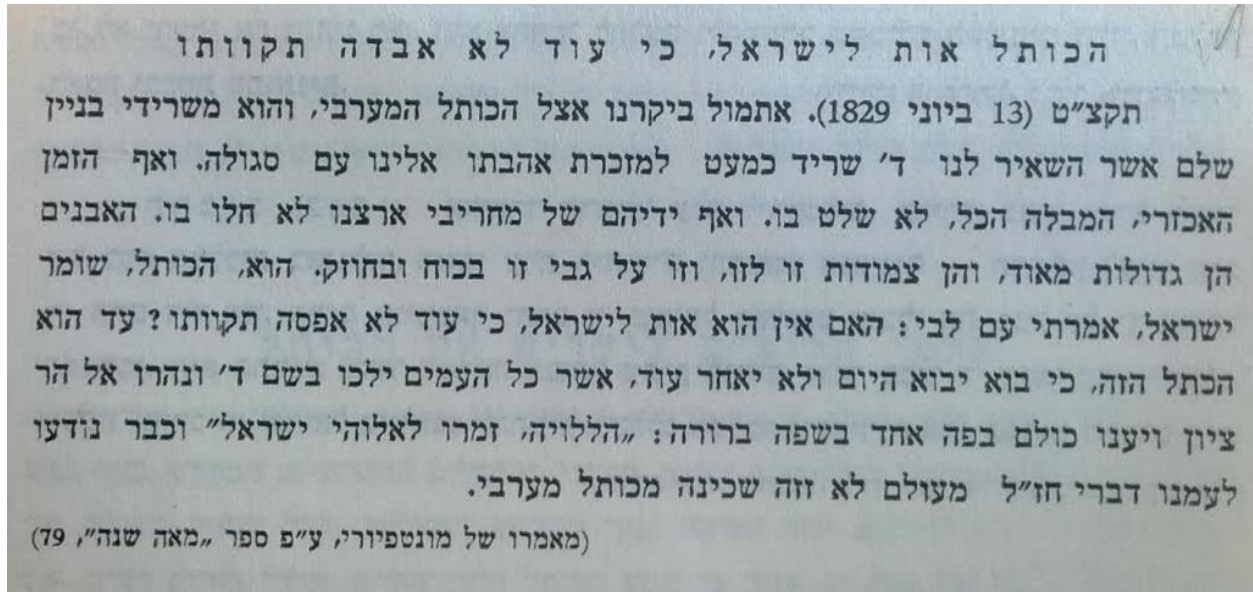 הכותל אות לישראל, כי עוד לא אבדה תקוותו
תקצ״ט (13 ביוני 1829). אתמול ביקרנו אצל הכותל המערבי, והוא משרידי בניין
שלם אשר השאיר לנו ד׳ שריד כמעט למזכרת אהבתו אלינו עם סגולה. ואף הזמן
האכזרי, המבלה הכל, לא שלט בו. ואף ידיהם של מחריבי ארצנו לא חלו בו. האבנים
הן גדולות מאוד, והן צמודות זו לזו, וזו על גבי זו בכוח ובחוזק. הוא, הכותל, שומר
ישראל, אמרתי עם לבי: האם אין הוא אות לישראל, כי עוד לא אפסה תקוותו? עד הוא
הכתל הזה, כי בוא יבוא היום ולא יאחר עוד, אשר כל העמים ילכו בשם ד׳ ונהרו אל הר
ציון ויענו כולם בפה אחד בשפה ברורה: „הללויה, זמרו לאלוהי ישראל״ וכבר נודעו
לעמנו דברי חז״ל מעולם לא זזה שכינה מכותל מערבי.
(מאמרו של מונטפיורי, ע״פ ספר „מאה שנה״, 79)